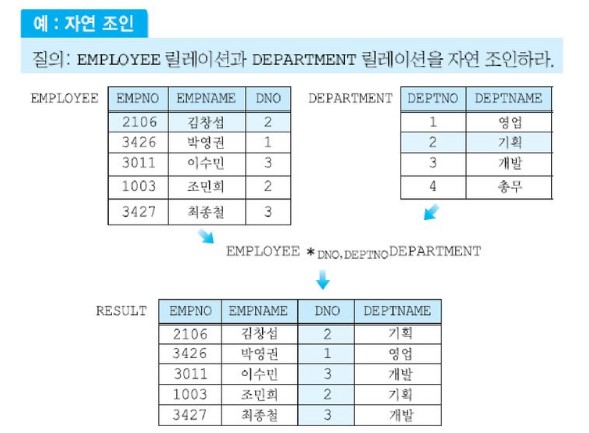 예 : 자연 조인
질의: EMPLOYEE 릴레이션과 DEPARTMENT 릴레이션을 자연 조인하라.
EMPLOYEE
EMPNO EMPNAME DNO
2106 김창섭 2
3426 박영권 1
3011 이수민 3
1003 조민희 2
3427 최종철 3
DEPARTMENT
DEPTNO DEPTNAME
1 영업
2 기획
3 개발
4 총무
EMPLOYEE *DNO,DEPTNODEPARTMENT
RESULT
EMPNO EMPNAME DNO DEPTNAME
2106 김창섭 2 기획
3426 박영권 1 영업
3011 이수민 3 개발
1003 조민희 2 기획
3427 최종철 3 개발